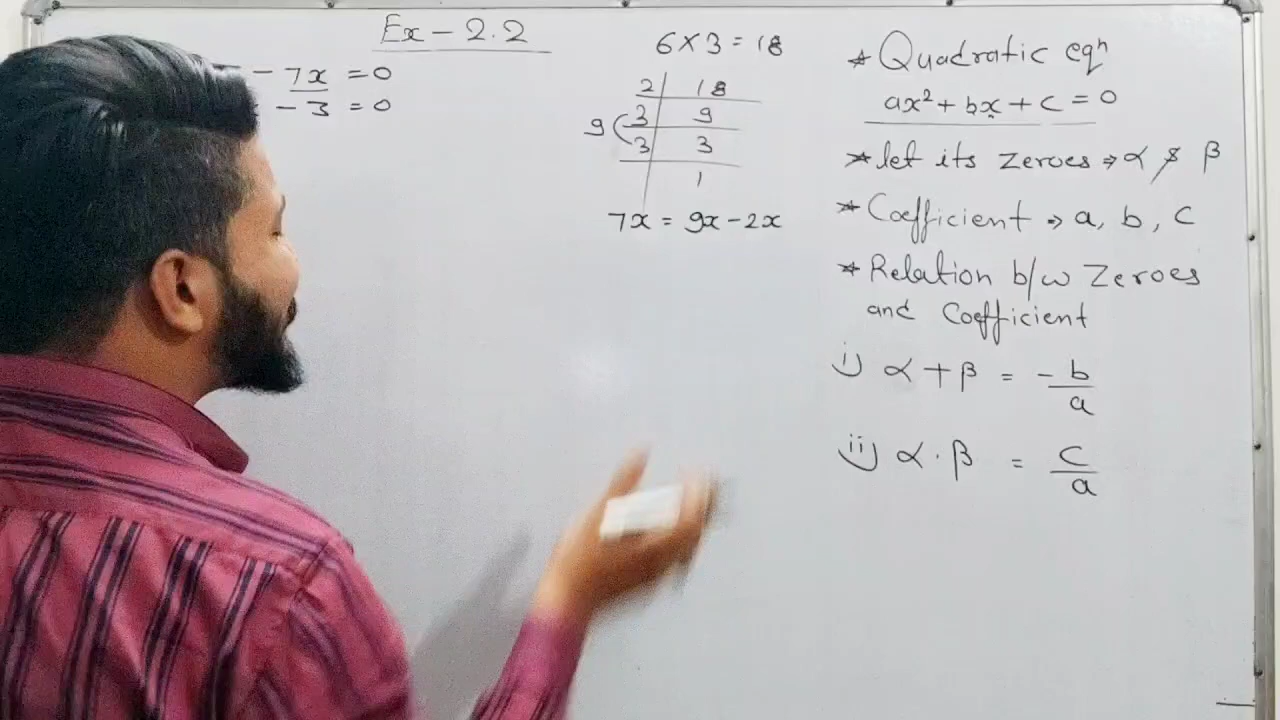 Ex - 2.2
- 7x = 0
- 3 = 0
6 × 3 = 18
2 | 18
9 ( 3 | 9
3 | 3
1
7x = 9x - 2x
* Quadratic eqⁿ
ax² + bx + c = 0
* let its zeroes ⇒ α & β
* Coefficient → a, b, c
* Relation b/w Zeroes
and Coefficient
i) α + β = - b/a
ii) α . β = c/a